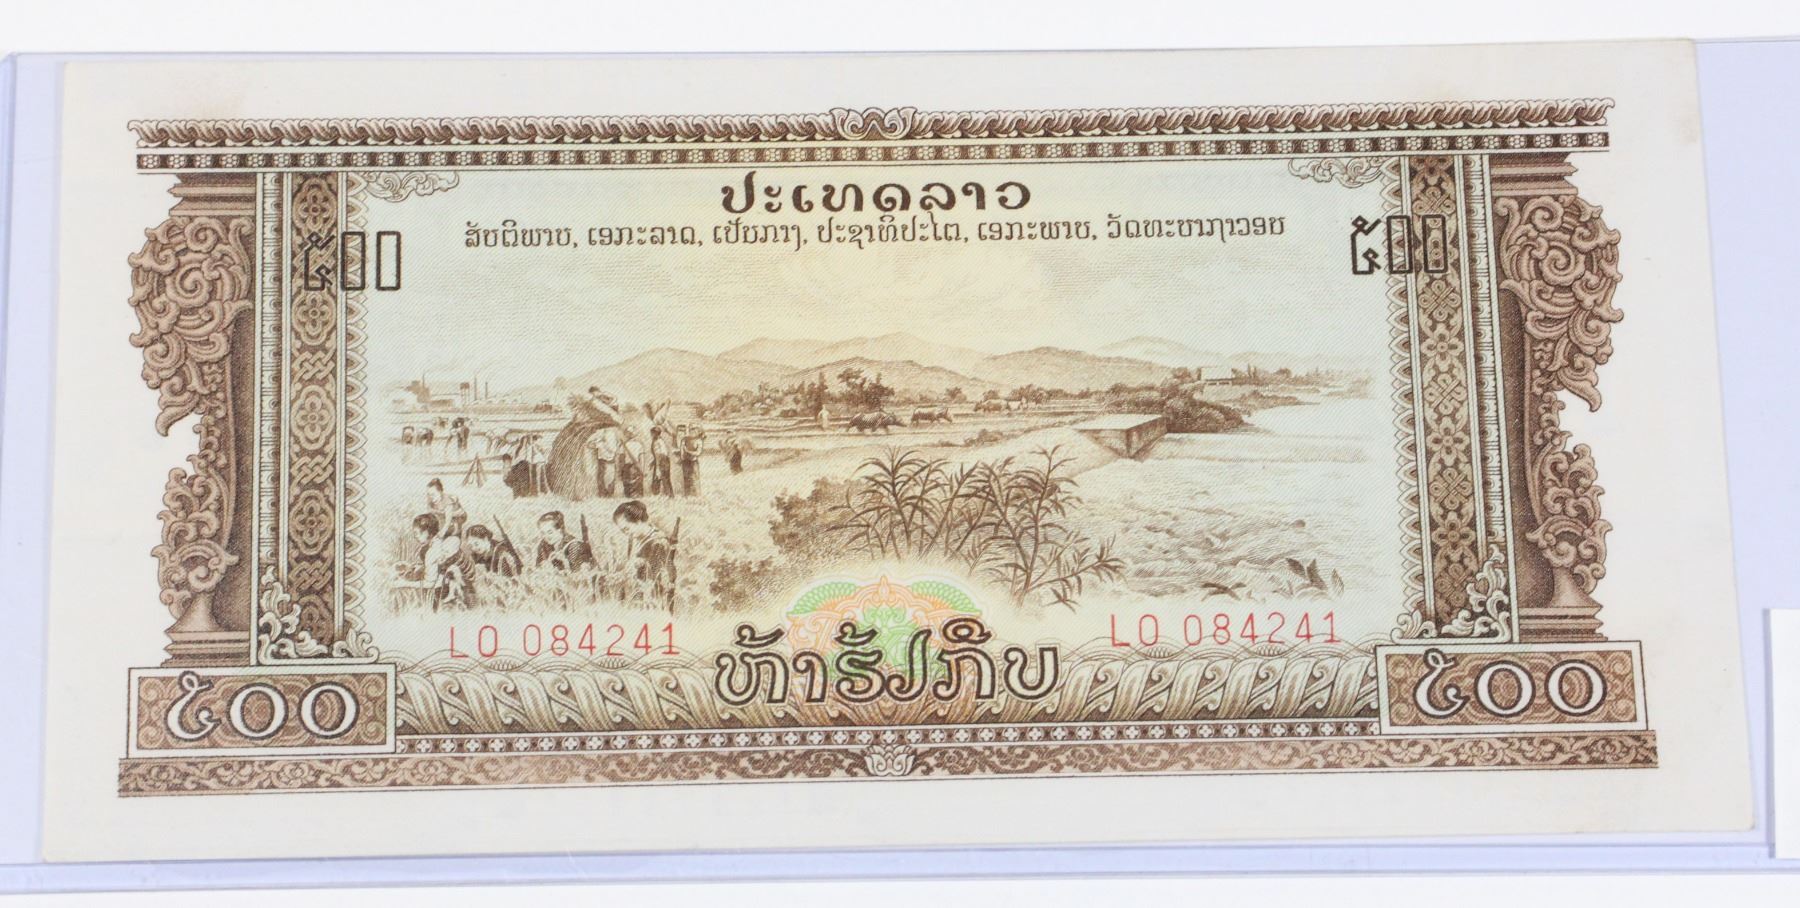 ປະເທດລາວ
ສັນຕິພາບ, ເອກະລາດ, ເປັນກາງ, ປະຊາທິປະໄຕ, ເອກະພາບ, ວັດທະນາຖາວອນ
໕໐໐ ໕໐໐
LO 084241 LO 084241
ຫ້າຮ້ອຍກີບ
໕໐໐ ໕໐໐